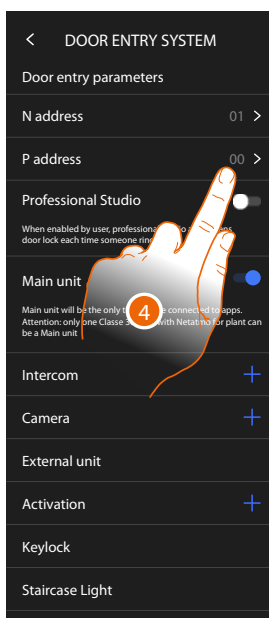 DOOR ENTRY SYSTEM
Door entry parameters
N address 01
P address 00
Professional Studio
When enabled by user, professional
door lock each time someone
Main unit
Main unit will be the only connected to apps.
Attention: only one Classe with Netatmo for plant can
be a Main unit
4
Intercom
Camera
External unit
Activation
Keylock
Staircase Light